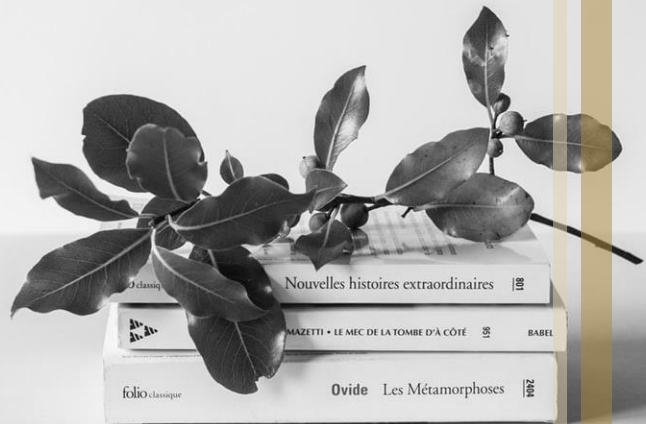 classiq Nouvelles histoires extraordinaires 801
MAZETTI • LE MEC DE LA TOMBE D'À CÔTÉ 951 BABEL
folio classique Ovide Les Métamorphoses 2404